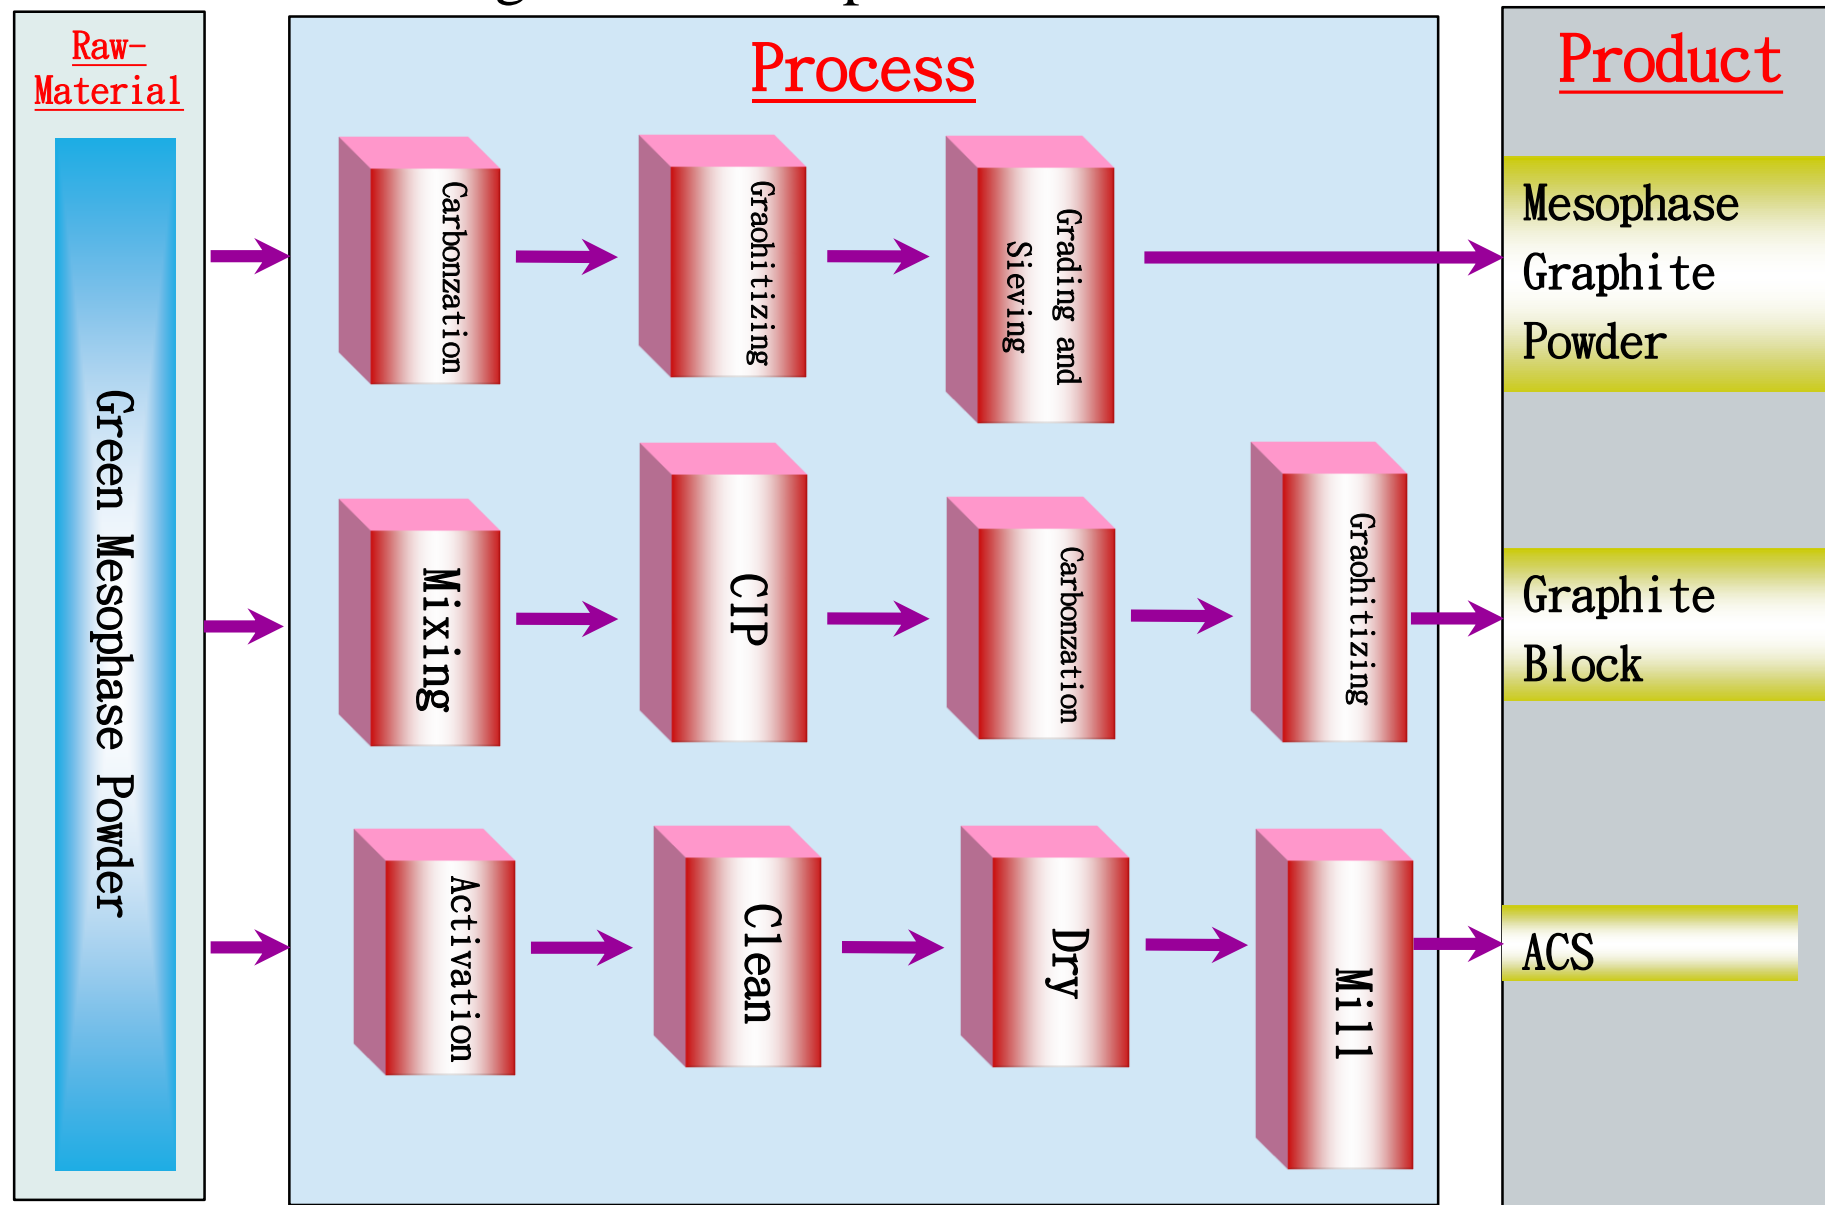 Raw-
Material
Process
Product
Green Mesophase Powder
Carbonzation
Graohitizing
Grading and
Sieving
Mesophase
Graphite
Powder
Mixing
CIP
Carbonzation
Graohitizing
Graphite
Block
Activation
Clean
Dry
Mill
ACS